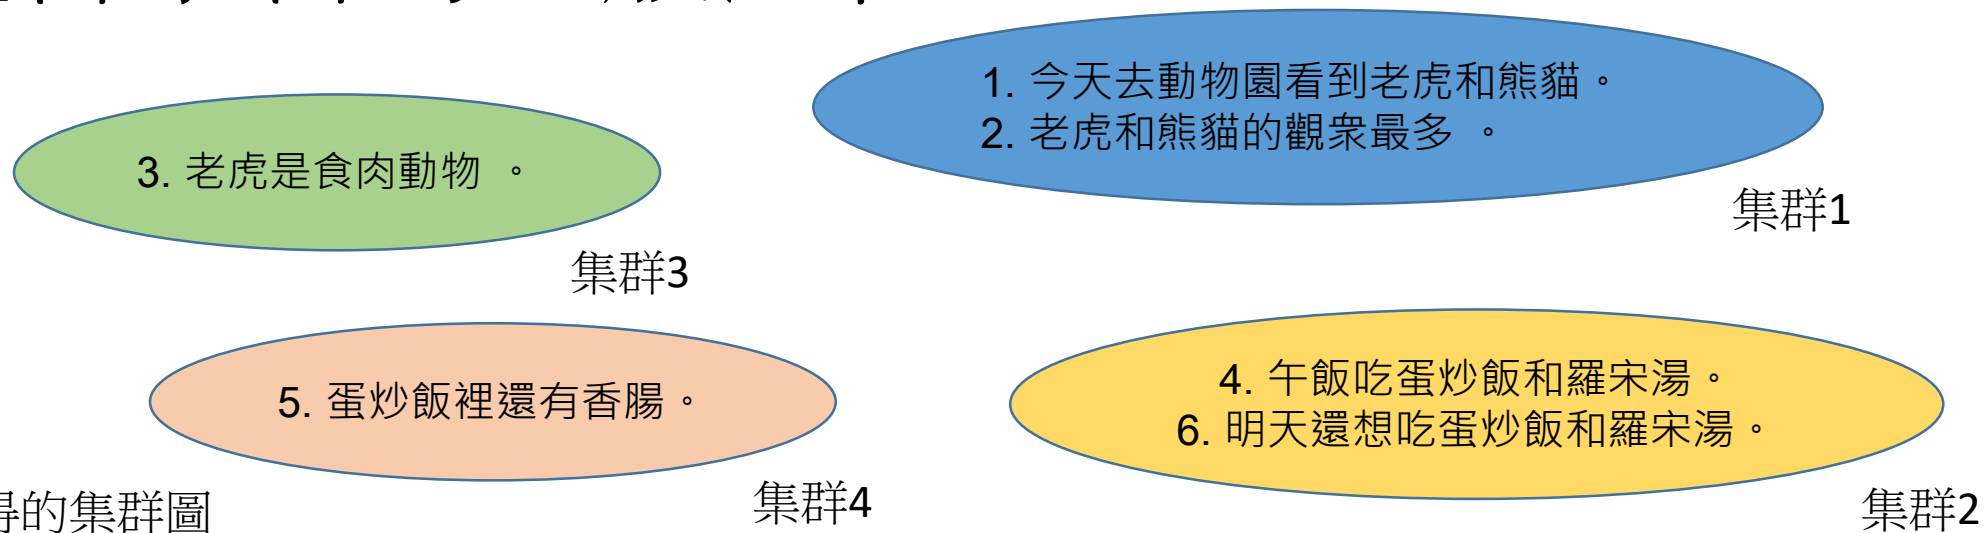 1. 今天去動物園看到老虎和熊貓。
2. 老虎和熊貓的觀眾最多 。
集群1
3. 老虎是食肉動物 。
集群3
4. 午飯吃蛋炒飯和羅宋湯。
6. 明天還想吃蛋炒飯和羅宋湯。
集群2
5. 蛋炒飯裡還有香腸。
集群4
的集群圖